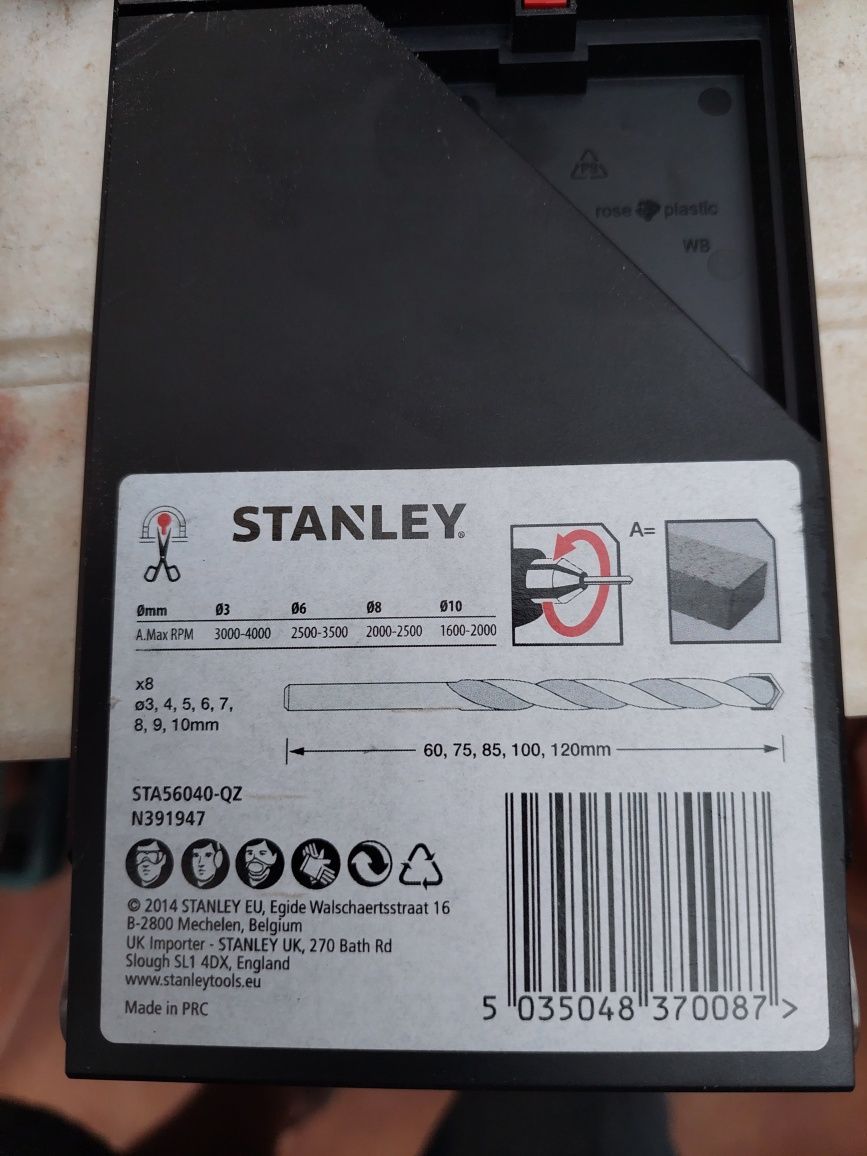 PS
rose plastic
WB
STANLEY®
A=
Ømm Ø3 Ø6 Ø8 Ø10
A.Max RPM 3000-4000 2500-3500 2000-2500 1600-2000
x8
ø3, 4, 5, 6, 7,
8, 9, 10mm
60, 75, 85, 100, 120mm
STA56040-QZ
N391947
© 2014 STANLEY EU, Egide Walschaertsstraat 16
B-2800 Mechelen, Belgium
UK Importer - STANLEY UK, 270 Bath Rd
Slough SL1 4DX, England
www.stanleytools.eu
Made in PRC
5 035048 370087 >